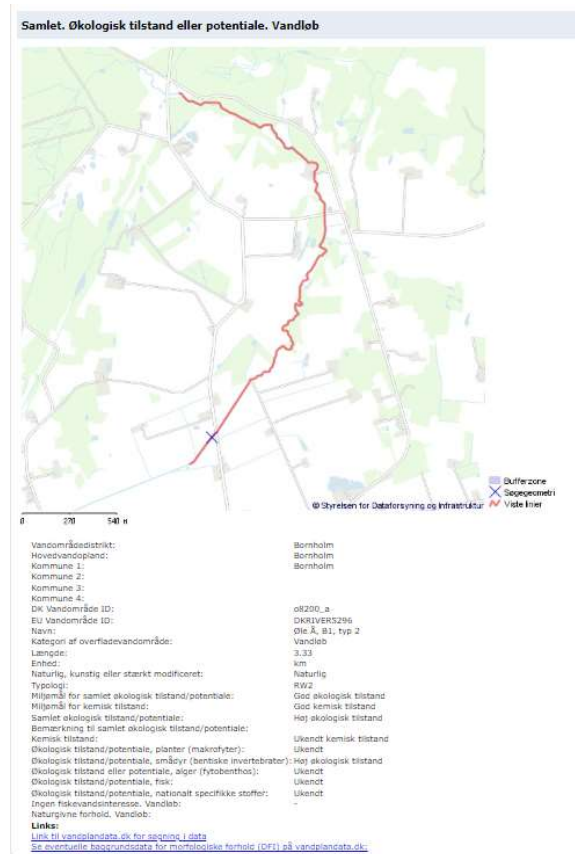 Samlet. Økologisk tilstand eller potentiale. Vandløb
Bufferzone
Søgegeometri
© Styrelsen for Dataforsyning og Infrastruktur
Viste linier
0 270 540 M
Vandområdedistrikt: Bornholm
Hovedvandopland: Bornholm
Kommune 1: Bornholm
Kommune 2:
Kommune 3:
Kommune 4:
DK Vandområde ID: o8200_a
EU Vandområde ID: DKRIVER5296
Navn: Øle Å, B1, typ 2
Kategori af overfladevandområde: Vandløb
Længde: 3.33
Enhed: km
Naturlig, kunstig eller stærkt modificeret: Naturlig
Typologi: RW2
Miljømål for samlet økologisk tilstand/potentiale: God økologisk tilstand
Miljømål for kemisk tilstand: God kemisk tilstand
Samlet økologisk tilstand/potentiale: Høj økologisk tilstand
Bemærkning til samlet økologisk tilstand/potentiale:
Kemisk tilstand: Ukendt kemisk tilstand
Økologisk tilstand/potentiale, planter (makrofyter): Ukendt
Økologisk tilstand/potentiale, smådyr (bentiske invertebrater): Høj økologisk tilstand
Økologisk tilstand eller potentiale, alger (fytobenthos): Ukendt
Økologisk tilstand/potentiale, fisk: Ukendt
Økologisk tilstand/potentiale, nationalt specifikke stoffer: Ukendt
Ingen fiskevandsinteresse. Vandløb: -
Naturgivne forhold. Vandløb:
Links:
Link til vandplandata.dk for søgning i data
Se eventuelle baggrundsdata for morfologiske forhold (DFI) på vandplandata.dk: